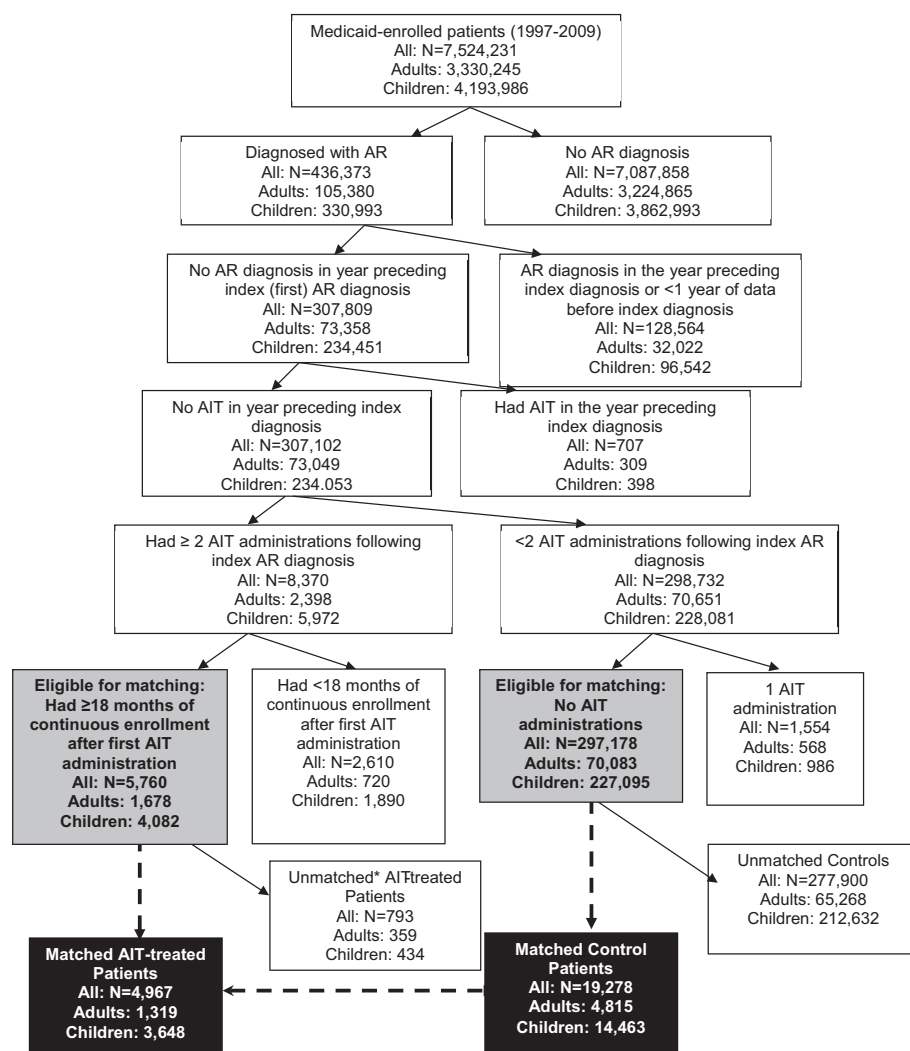 Medicaid-enrolled patients (1997-2009)
All: N=7,524,231
Adults: 3,330,245
Children: 4,193,986
Diagnosed with AR
All: N=436,373
Adults: 105,380
Children: 330,993
No AR diagnosis
All: N=7,087,858
Adults: 3,224,865
Children: 3,862,993
No AR diagnosis in year preceding
index (first) AR diagnosis
All: N=307,809
Adults: 73,358
Children: 234,451
AR diagnosis in the year preceding
index diagnosis or <1 year of data
before index diagnosis
All: N=128,564
Adults: 32,022
Children: 96,542
No AIT in year preceding index
diagnosis
All: N=307,102
Adults: 73,049
Children: 234.053
Had AIT in the year preceding
index diagnosis
All: N=707
Adults: 309
Children: 398
Had ≥ 2 AIT administrations following
index AR diagnosis
All: N=8,370
Adults: 2,398
Children: 5,972
<2 AIT administrations following index AR
diagnosis
All: N=298,732
Adults: 70,651
Children: 228,081
Eligible for matching:
Had ≥18 months of
continuous enrollment
after first AIT
administration
All: N=5,760
Adults: 1,678
Children: 4,082
Had <18 months of
continuous enrollment
after first AIT
administration
All: N=2,610
Adults: 720
Children: 1,890
Eligible for matching:
No AIT
administrations
All: N=297,178
Adults: 70,083
Children: 227,095
1 AIT
administration
All: N=1,554
Adults: 568
Children: 986
Unmatched* AIT-treated
Patients
All: N=793
Adults: 359
Children: 434
Unmatched Controls
All: N=277,900
Adults: 65,268
Children: 212,632
Matched AIT-treated
Patients
All: N=4,967
Adults: 1,319
Children: 3,648
Matched Control
Patients
All: N=19,278
Adults: 4,815
Children: 14,463